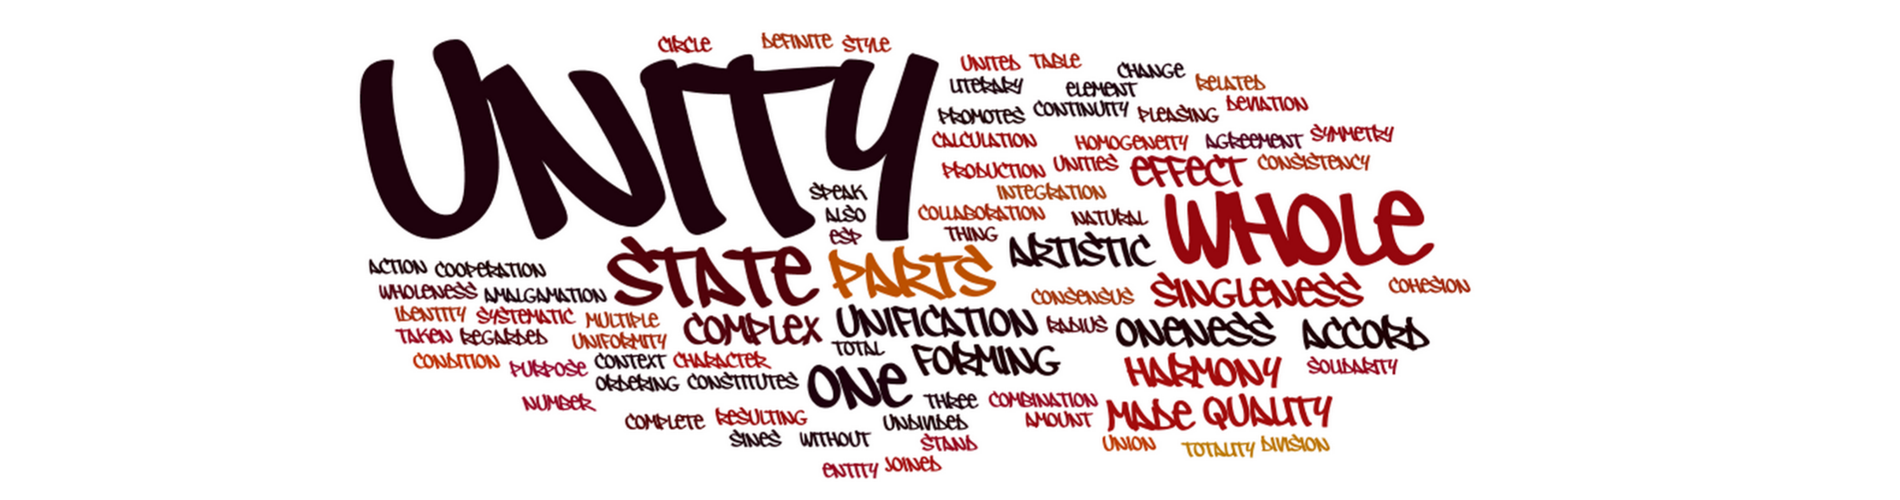 CIRCLE DEFINITE STYLE
UNITY
UNITED TABLE
CHANGE
LITERARY ELEMENT RELATED
PROMOTES CONTINUITY PLEASING DEVIATION
CALCULATION HOMOGENEITY AGREEMENT SYMMETRY
PRODUCTION UNITIES EFFECT CONSISTENCY
SPEAK INTEGRATION
ALSO COLLABORATION NATURAL WHOLE
ESP THING ARTISTIC
ACTION COOPERATION STATE PARTS
WHOLENESS AMALGAMATION CONSENSUS SINGLENESS COHESION
IDENTITY SYSTEMATIC MULTIPLE COMPLEX UNIFICATION RADIUS ONENESS ACCORD
TAKEN REGARDED UNIFORMITY TOTAL
CONDITION PURPOSE CONTEXT CHARACTER FORMING HARMONY SOLIDARITY
ORDERING CONSTITUTES ONE
NUMBER THREE COMBINATION MADE QUALITY
COMPLETE RESULTING UNDIVIDED AMOUNT
SINES WITHOUT STAND UNION TOTALITY DIVISION
ENTITY JOINED